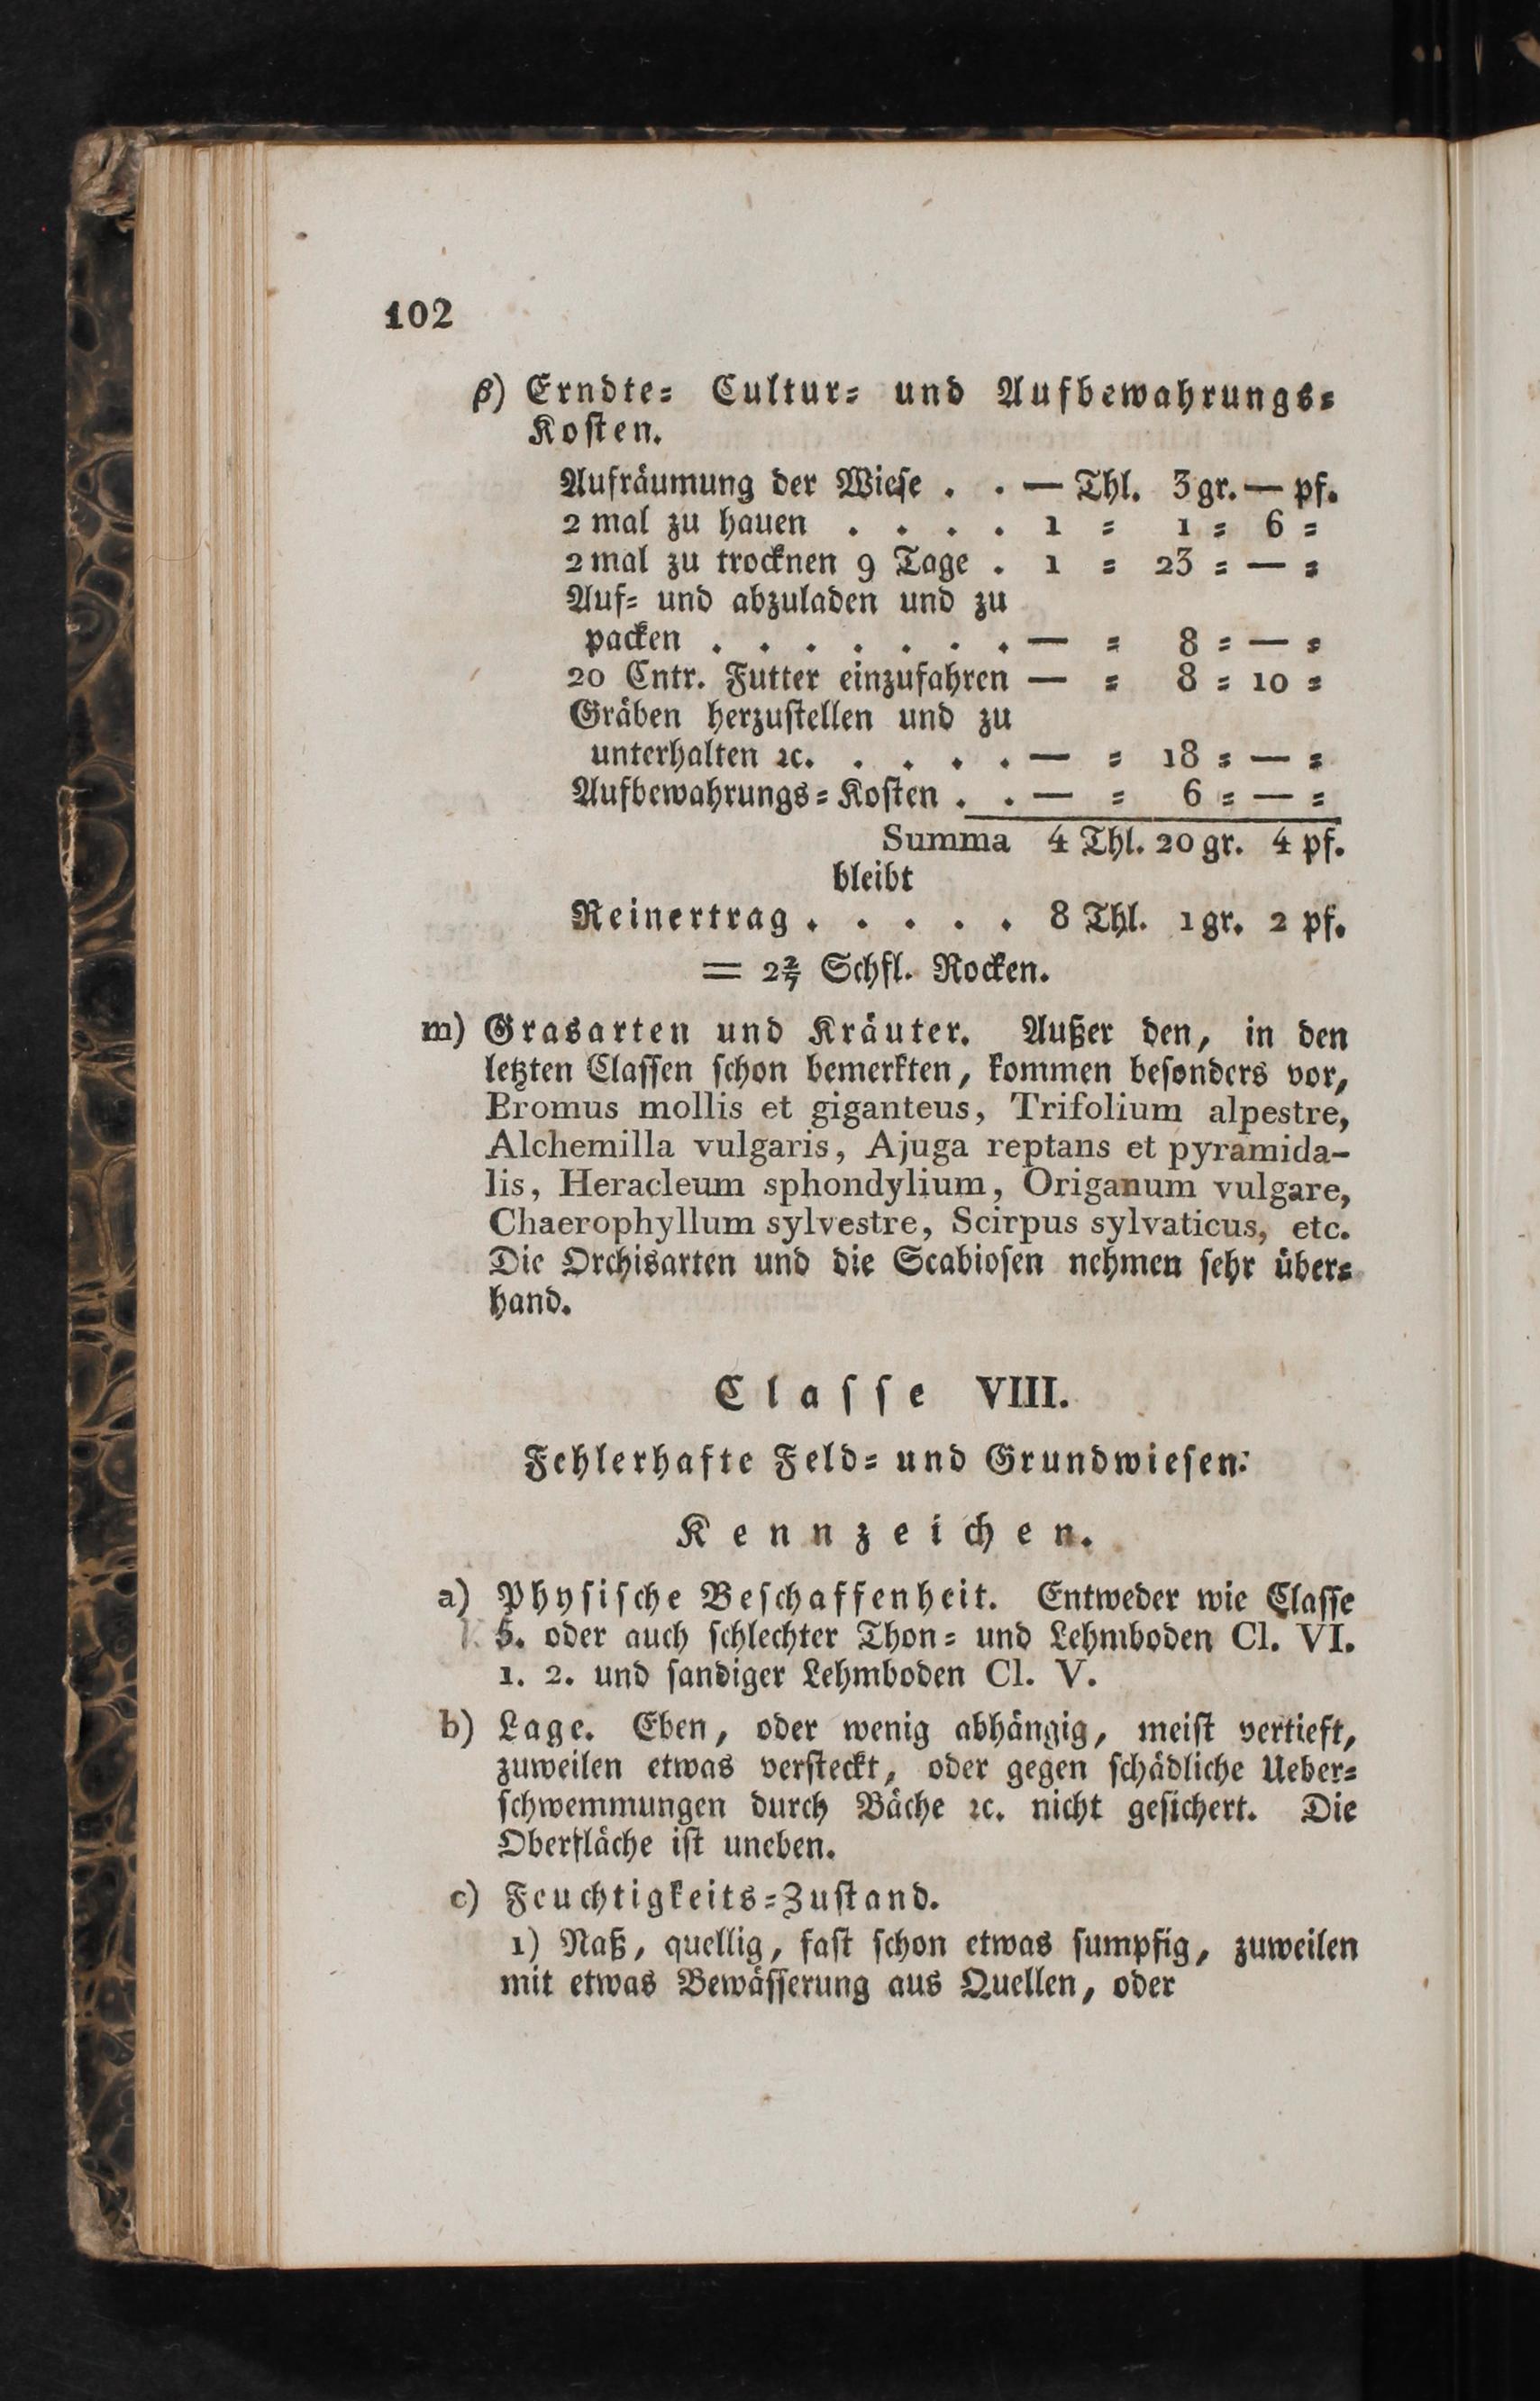 102
β) Erndte= Cultur= und Aufbewahrungs=
Kosten.
Aufräumung der Wiese . . — Thl. 3 gr. — pf.
2 mal zu hauen . . . . 1 = 1 = 6 =
2 mal zu trocknen 9 Tage . 1 = 23 = — =
Auf= und abzuladen und zu
packen . . . . . . . — = 8 = — =
20 Cntr. Futter einzufahren — = 8 = 10 =
Gräben herzustellen und zu
unterhalten ꝛc. . . . . — = 18 = — =
Aufbewahrungs=Kosten . . — = 6 = — =
Summa 4 Thl. 20 gr. 4 pf.
bleibt
Reinertrag . . . . . 8 Thl. 1 gr. 2 pf.
= 2 2/7 Schfl. Rocken.
m) Grasarten und Kräuter. Außer den, in den
letzten Classen schon bemerkten, kommen besonders vor,
Bromus mollis et giganteus, Trifolium alpestre,
Alchemilla vulgaris, Ajuga reptans et pyramida-
lis, Heracleum sphondylium, Origanum vulgare,
Chaerophyllum sylvestre, Scirpus sylvaticus, etc.
Die Orchisarten und die Scabiosen nehmen sehr über=
hand.
Classe VIII.
Fehlerhafte Feld= und Grundwiesen.
Kennzeichen.
a) Physische Beschaffenheit. Entweder wie Classe
5. oder auch schlechter Thon= und Lehmboden Cl. VI.
1. 2. und sandiger Lehmboden Cl. V.
b) Lage. Eben, oder wenig abhängig, meist vertieft,
zuweilen etwas versteckt, oder gegen schädliche Ueber=
schwemmungen durch Bäche ꝛc. nicht gesichert. Die
Oberfläche ist uneben.
c) Feuchtigkeits=Zustand.
1) Naß, quellig, fast schon etwas sumpfig, zuweilen
mit etwas Bewässerung aus Quellen, oder